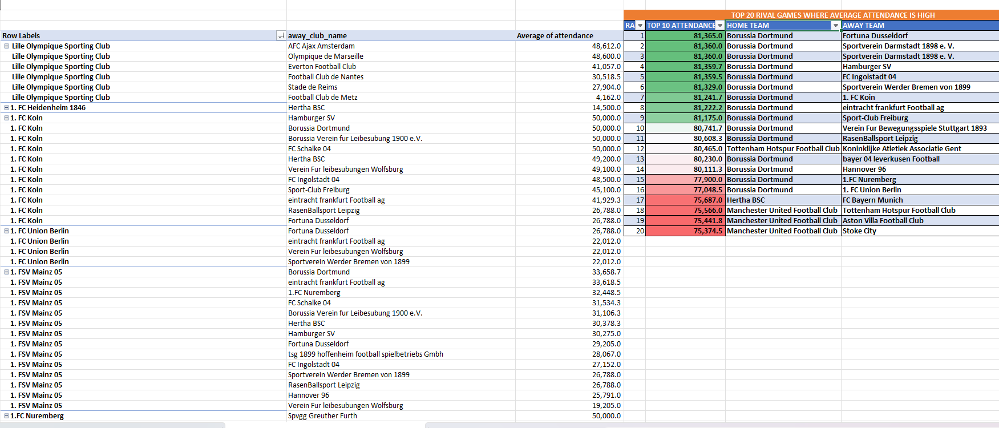 TOP 20 RIVAL GAMES WHERE AVERAGE ATTENDANCE IS HIGH
RA TOP 10 ATTENDANCE HOME TEAM AWAY TEAM
Row Labels away_club_name Average of attendance 1 81,365.0 Borussia Dortmund Fortuna Dusseldorf
Lille Olympique Sporting Club AFC Ajax Amsterdam 48,612.0 2 81,360.0 Borussia Dortmund Sportverein Darmstadt 1898 e. V.
Lille Olympique Sporting Club Olympique de Marseille 48,600.0 3 81,360.0 Borussia Dortmund Sportverein Darmstadt 1898 e. V.
Lille Olympique Sporting Club Everton Football Club 41,057.0 4 81,359.7 Borussia Dortmund Hamburger SV
Lille Olympique Sporting Club Football Club de Nantes 30,518.5 5 81,359.5 Borussia Dortmund FC Ingolstadt 04
Lille Olympique Sporting Club Stade de Reims 27,904.0 6 81,329.0 Borussia Dortmund Sportverein Werder Bremen von 1899
Lille Olympique Sporting Club Football Club de Metz 4,162.0 7 81,241.7 Borussia Dortmund 1. FC Koin
1. FC Heidenheim 1846 Hertha BSC 14,500.0 8 81,222.2 Borussia Dortmund eintracht frankfurt Football ag
1. FC Koln Hamburger SV 50,000.0 9 81,175.0 Borussia Dortmund Sport-Club Freiburg
1. FC Koln Borussia Dortmund 50,000.0 10 80,741.7 Borussia Dortmund Verein Fur Bewegungsspiele Stuttgart 1893
1. FC Koln Borussia Verein fur Leibesubung 1900 e.V. 50,000.0 11 80,608.3 Borussia Dortmund RasenBallsport Leipzig
1. FC Koln FC Schalke 04 50,000.0 12 80,465.0 Tottenham Hotspur Football Club Koninklijke Atletiek Associatie Gent
1. FC Koln Hertha BSC 49,200.0 13 80,230.0 Borussia Dortmund bayer 04 leverkusen Football
1. FC Koln Verein Fur leibesubungen Wolfsburg 49,100.0 14 80,111.3 Borussia Dortmund Hannover 96
1. FC Koln FC Ingolstadt 04 48,500.0 15 77,900.0 Borussia Dortmund 1.FC Nuremberg
1. FC Koln Sport-Club Freiburg 45,100.0 16 77,048.5 Borussia Dortmund 1. FC Union Berlin
1. FC Koln eintracht frankfurt Football ag 41,929.3 17 75,687.0 Hertha BSC FC Bayern Munich
1. FC Koln RasenBallsport Leipzig 26,788.0 18 75,566.0 Manchester United Football Club Tottenham Hotspur Football Club
1. FC Koln Fortuna Dusseldorf 26,788.0 19 75,441.8 Manchester United Football Club Aston Villa Football Club
1. FC Union Berlin Fortuna Dusseldorf 26,788.0 20 75,374.5 Manchester United Football Club Stoke City
1. FC Union Berlin eintracht frankfurt Football ag 22,012.0
1. FC Union Berlin Verein Fur leibesubungen Wolfsburg 22,012.0
1. FC Union Berlin Sportverein Werder Bremen von 1899 22,012.0
1. FSV Mainz 05 Borussia Dortmund 33,658.7
1. FSV Mainz 05 eintracht frankfurt Football ag 33,618.5
1. FSV Mainz 05 1.FC Nuremberg 32,448.5
1. FSV Mainz 05 FC Schalke 04 31,534.3
1. FSV Mainz 05 Borussia Verein fur Leibesubung 1900 e.V. 31,106.3
1. FSV Mainz 05 Hertha BSC 30,378.3
1. FSV Mainz 05 Hamburger SV 30,275.0
1. FSV Mainz 05 Fortuna Dusseldorf 29,205.0
1. FSV Mainz 05 tsg 1899 hoffenheim football spielbetriebs Gmbh 28,067.0
1. FSV Mainz 05 FC Ingolstadt 04 27,152.0
1. FSV Mainz 05 Sportverein Werder Bremen von 1899 26,788.0
1. FSV Mainz 05 RasenBallsport Leipzig 26,788.0
1. FSV Mainz 05 Hannover 96 25,791.0
1. FSV Mainz 05 Verein Fur leibesubungen Wolfsburg 19,205.0
1.FC Nuremberg Spvgg Greuther Furth 50,000.0